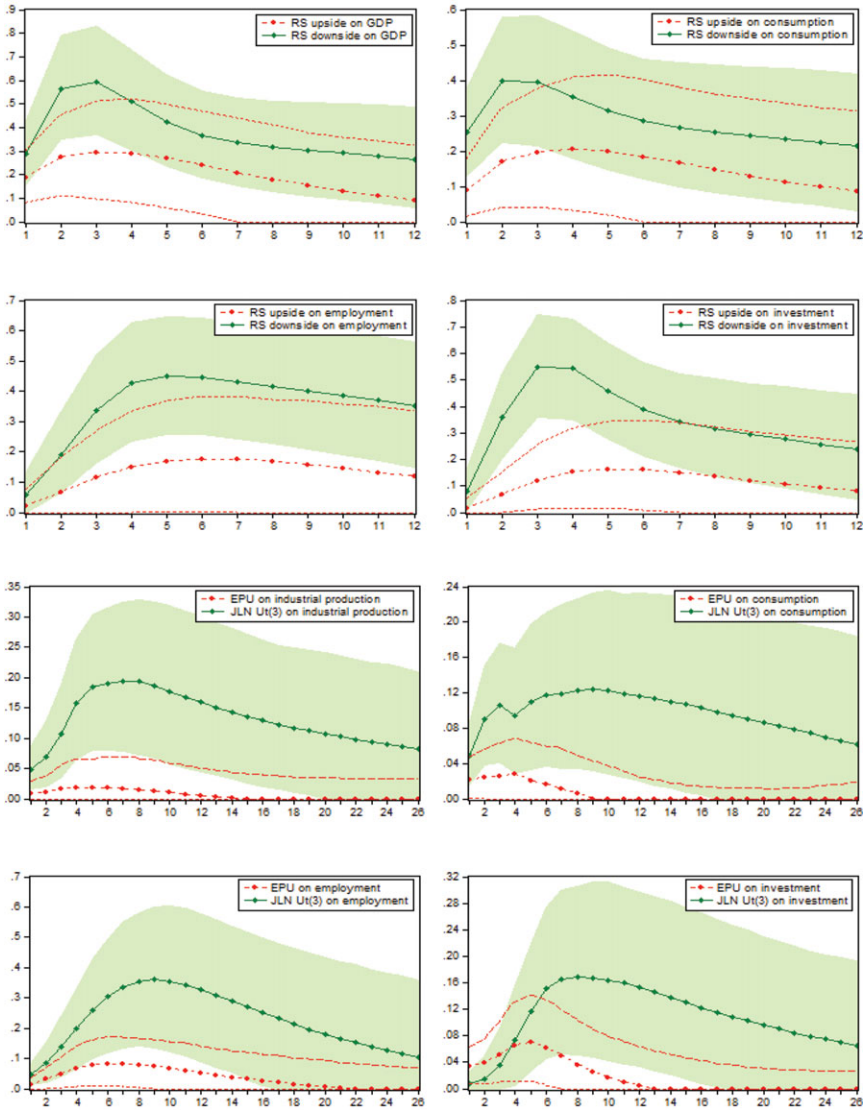 .9
.8
.7
.6
.5
.4
.3
.2
.1
.0
RS upside on GDP
RS downside on GDP
1 2 3 4 5 6 7 8 9 10 11 12
.6
.5
.4
.3
.2
.1
.0
RS upside on consumption
RS downside on consumption
1 2 3 4 5 6 7 8 9 10 11 12
.7
.6
.5
.4
.3
.2
.1
.0
RS upside on employment
RS downside on employment
1 2 3 4 5 6 7 8 9 10 11 12
.8
.7
.6
.5
.4
.3
.2
.1
.0
RS upside on investment
RS downside on investment
1 2 3 4 5 6 7 8 9 10 11 12
.35
.30
.25
.20
.15
.10
.05
.00
EPU on industrial production
JLN Ut(3) on industrial production
2 4 6 8 10 12 14 16 18 20 22 24 26
.24
.20
.16
.12
.08
.04
.00
EPU on consumption
JLN Ut(3) on consumption
2 4 6 8 10 12 14 16 18 20 22 24 26
.7
.6
.5
.4
.3
.2
.1
.0
EPU on employment
JLN Ut(3) on employment
2 4 6 8 10 12 14 16 18 20 22 24 26
.32
.28
.24
.20
.16
.12
.08
.04
.00
EPU on investment
JLN Ut(3) on investment
2 4 6 8 10 12 14 16 18 20 22 24 26